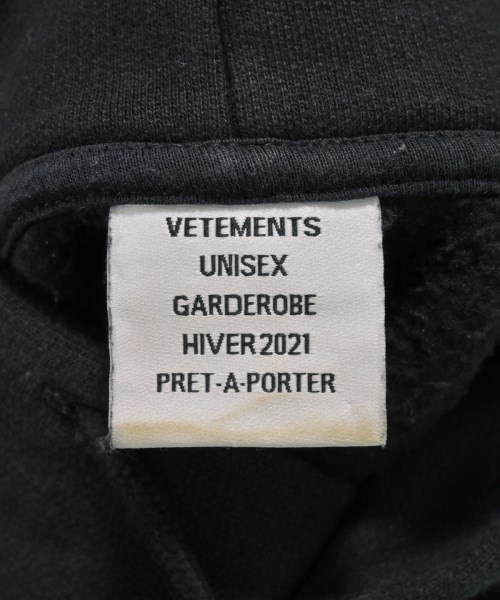 VETEMENTS
UNISEX
GARDEROBE
HIVER 2021
PRET-A-PORTER